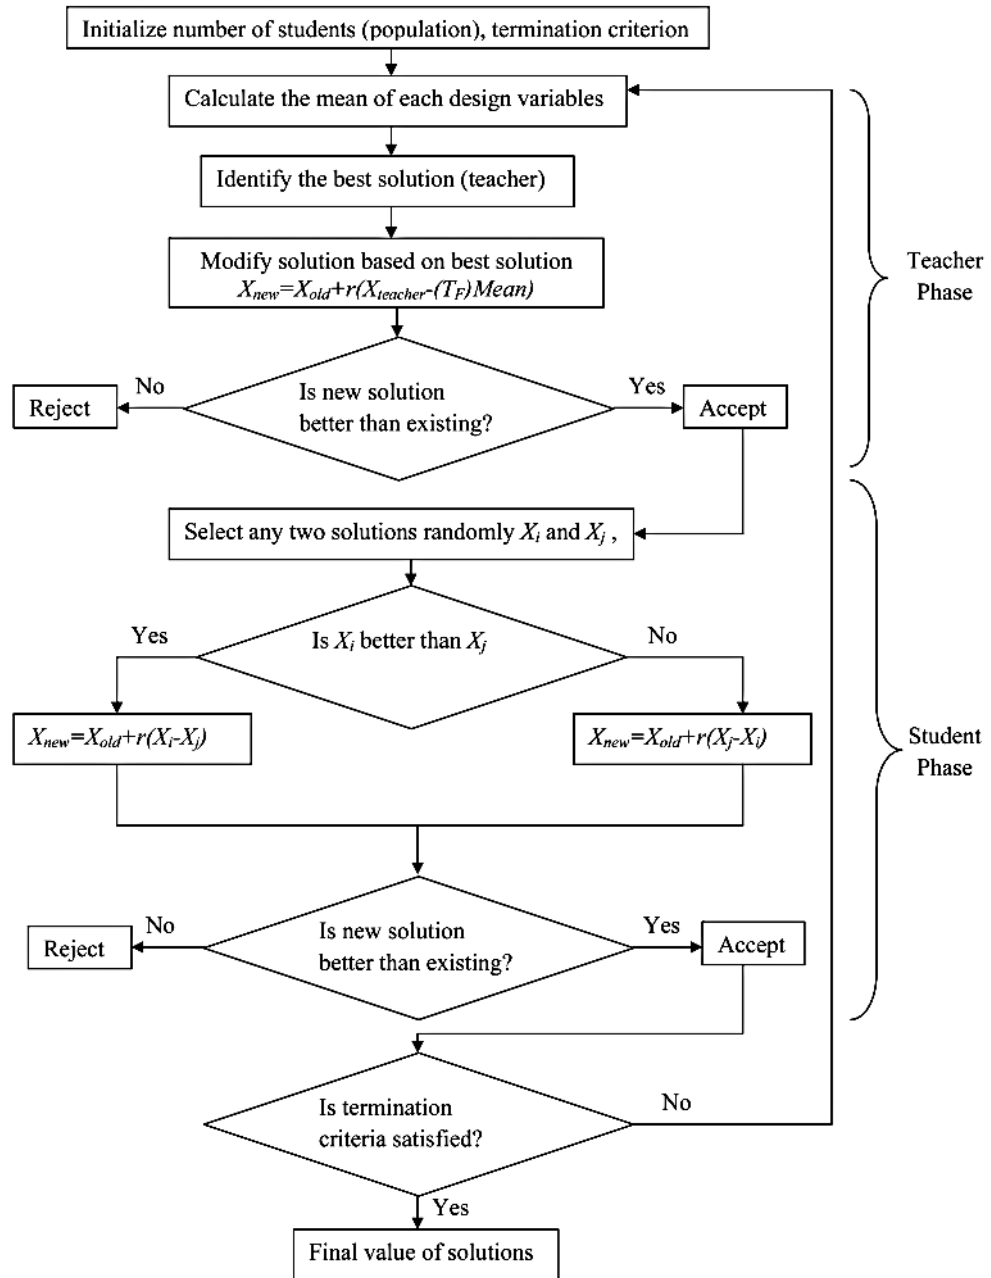 Initialize number of students (population), termination criterion
Calculate the mean of each design variables
Identify the best solution (teacher)
Modify solution based on best solution
Xnew=Xold+r(Xteacher-(TF)Mean)
Teacher
Phase
No
Is new solution
better than existing?
Yes
Reject
Accept
Select any two solutions randomly Xi and Xj ,
Yes
Is Xi better than Xj
No
Xnew=Xold+r(Xi-Xj)
Xnew=Xold+r(Xj-Xi)
Student
Phase
No
Is new solution
better than existing?
Yes
Reject
Accept
Is termination
criteria satisfied?
No
Yes
Final value of solutions